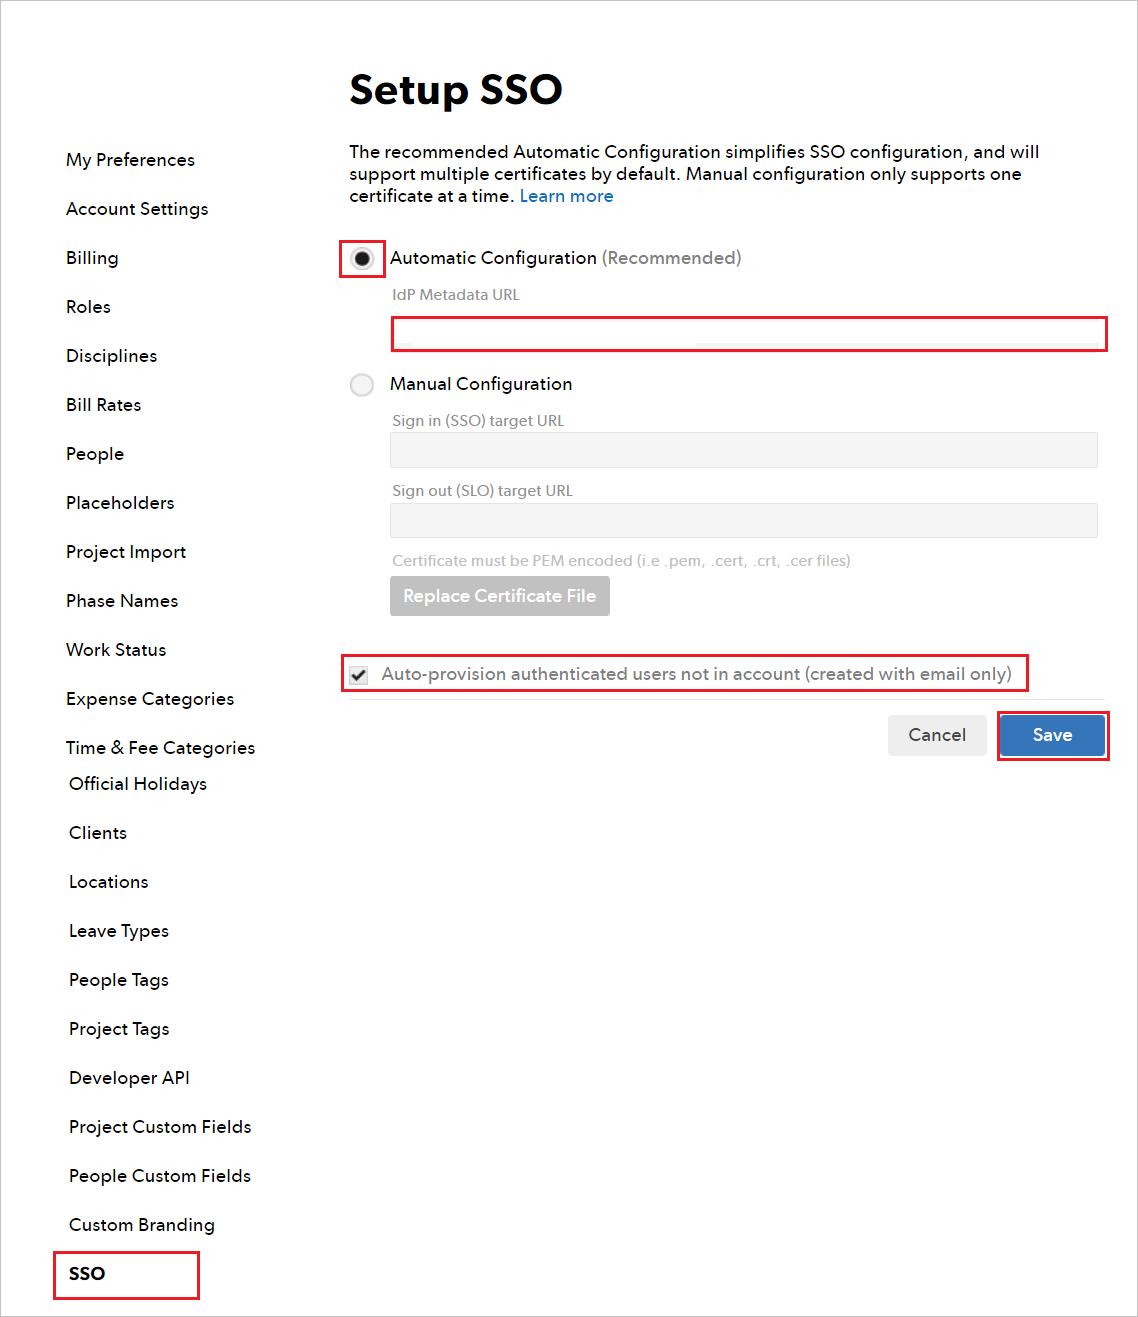 Setup SSO
The recommended Automatic Configuration simplifies SSO configuration, and will
support multiple certificates by default. Manual configuration only supports one
certificate at a time. Learn more
My Preferences
Account Settings
Billing
Roles
Disciplines
Bill Rates
People
Placeholders
Project Import
Phase Names
Work Status
Expense Categories
Time & Fee Categories
Official Holidays
Clients
Locations
Leave Types
People Tags
Project Tags
Developer API
Project Custom Fields
People Custom Fields
Custom Branding
SSO
Automatic Configuration (Recommended)
IdP Metadata URL
Manual Configuration
Sign in (SSO) target URL
Sign out (SLO) target URL
Certificate must be PEM encoded (i.e .pem, .cert, .crt, .cer files)
Replace Certificate File
Auto-provision authenticated users not in account (created with email only)
Cancel
Save